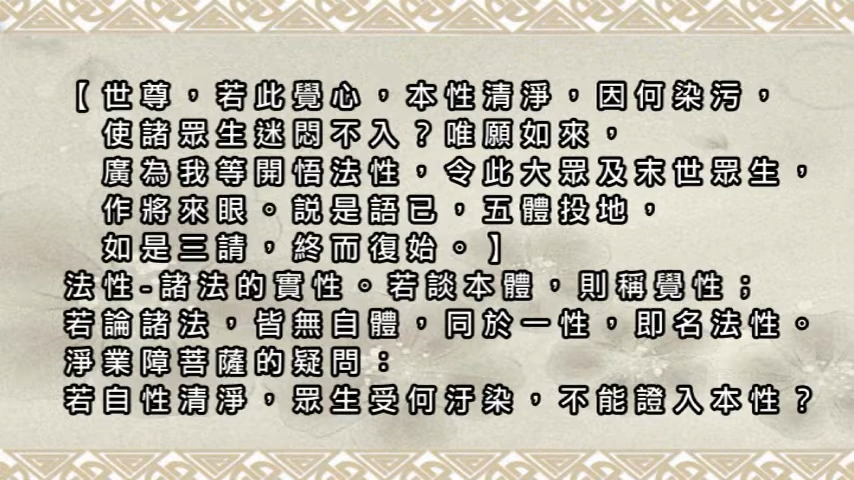 【世尊，若此覺心，本性清淨，因何染污，
使諸眾生迷悶不入？唯願如來，
廣為我等開悟法性，令此大眾及末世眾生，
作將來眼。說是語已，五體投地，
如是三請，終而復始。】
法性-諸法的實性。若談本體，則稱覺性；
若論諸法，皆無自體，同於一性，即名法性。
淨業障菩薩的疑問：
若自性清淨，眾生受何汙染，不能證入本性？